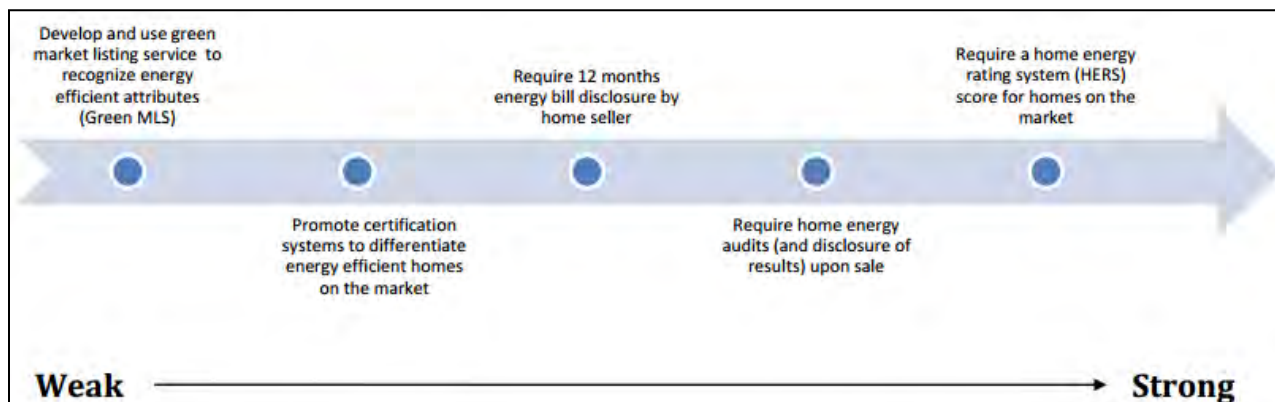 Develop and use green
market listing service to
recognize energy
efficient attributes
(Green MLS)
Promote certification
systems to differentiate
energy efficient homes
on the market
Require 12 months
energy bill disclosure by
home seller
Require home energy
audits (and disclosure of
results) upon sale
Require a home energy
rating system (HERS)
score for homes on the
market
Weak
Strong